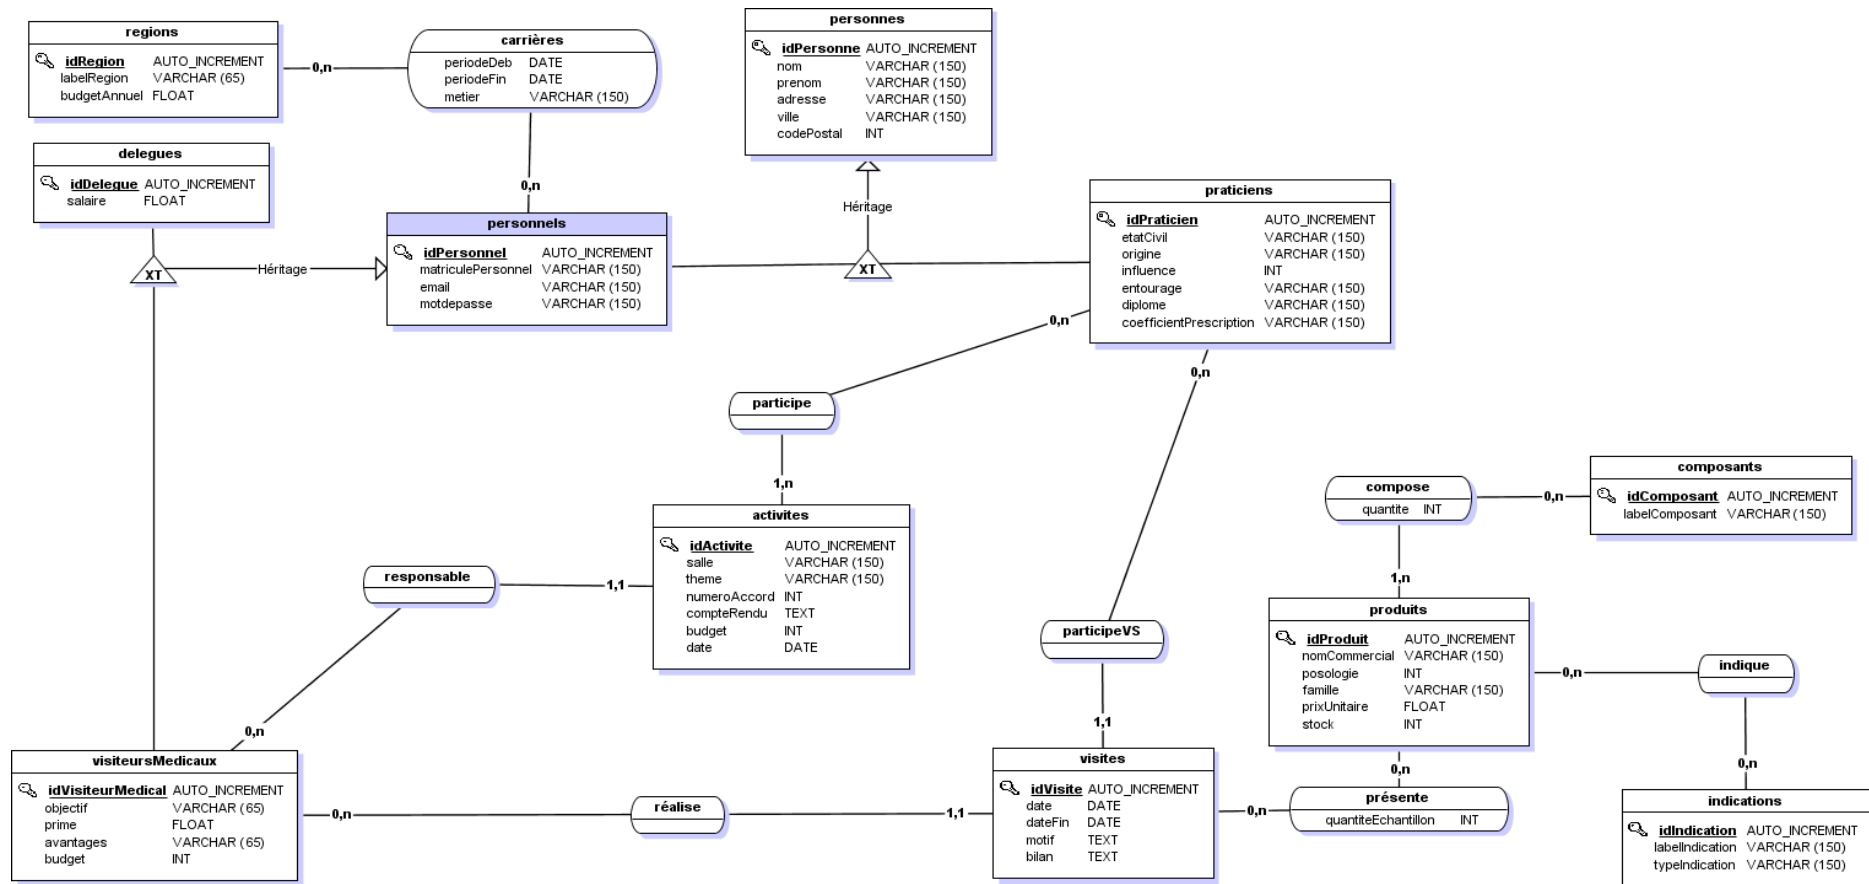 regions
idRegion AUTO_INCREMENT
labelRegion VARCHAR (65)
budgetAnnuel FLOAT
0,n
carrières
periodeDeb DATE
periodeFin DATE
metier VARCHAR (150)
0,n
personnes
idPersonne AUTO_INCREMENT
nom VARCHAR (150)
prenom VARCHAR (150)
adresse VARCHAR (150)
ville VARCHAR (150)
codePostal INT
Héritage
XT
delegues
idDelegue AUTO_INCREMENT
salaire FLOAT
XT
Héritage
personnels
idPersonnel AUTO_INCREMENT
matriculePersonnel VARCHAR (150)
email VARCHAR (150)
motdepasse VARCHAR (150)
praticiens
idPraticien AUTO_INCREMENT
etatCivil VARCHAR (150)
origine VARCHAR (150)
influence INT
entourage VARCHAR (150)
diplome VARCHAR (150)
coefficientPrescription VARCHAR (150)
0,n
0,n
participe
1,n
activites
idActivite AUTO_INCREMENT
salle VARCHAR (150)
theme VARCHAR (150)
numeroAccord INT
compteRendu TEXT
budget INT
date DATE
responsable
1,1
0,n
participeVS
1,1
compose
quantite INT
0,n
composants
idComposant AUTO_INCREMENT
labelComposant VARCHAR (150)
1,n
produits
idProduit AUTO_INCREMENT
nomCommercial VARCHAR (150)
posologie INT
famille VARCHAR (150)
prixUnitaire FLOAT
stock INT
0,n
indique
0,n
0,n
visiteursMedicaux
idVisiteurMedical AUTO_INCREMENT
objectif VARCHAR (65)
prime FLOAT
avantages VARCHAR (65)
budget INT
0,n
réalise
1,1
visites
idVisite AUTO_INCREMENT
date DATE
dateFin DATE
motif TEXT
bilan TEXT
0,n
présente
quantiteEchantillon INT
indications
idIndication AUTO_INCREMENT
labelIndication VARCHAR (150)
typeIndication VARCHAR (150)